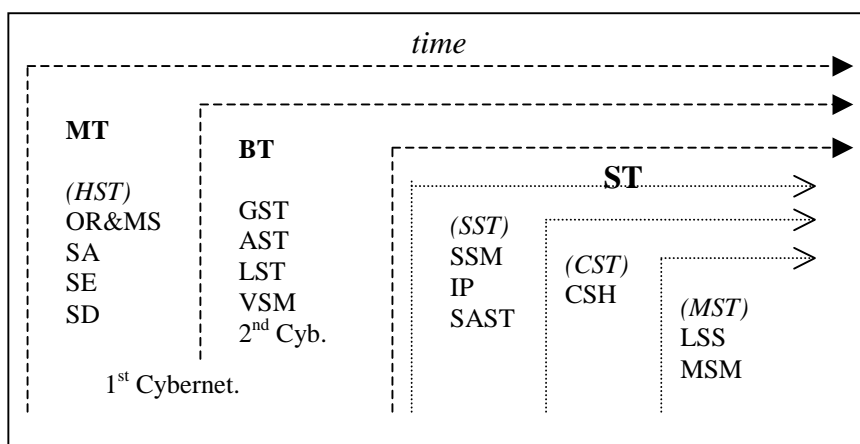 time
MT
(HST)
OR&MS
SA
SE
SD
1st Cybernet.
BT
GST
AST
LST
VSM
2nd Cyb.
ST
(SST)
SSM
IP
SAST
(CST)
CSH
(MST)
LSS
MSM